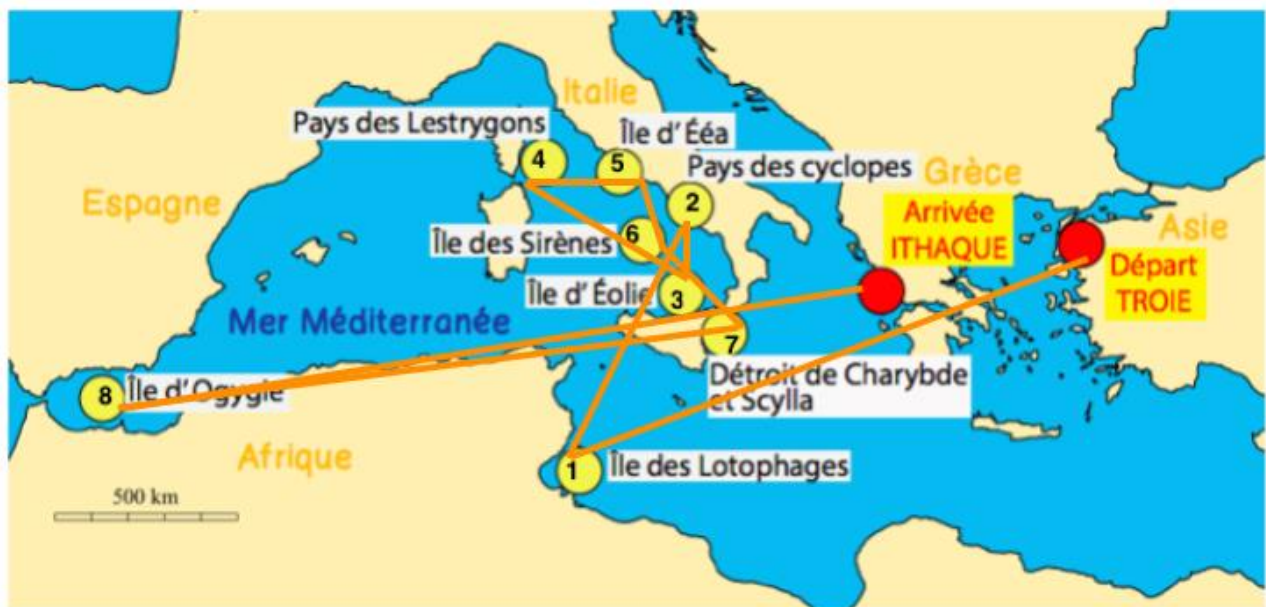 Italie
Pays des Lestrygons
Île d'Ééa
4
5
Pays des cyclopes
Espagne
2
Grèce
Arrivée
ITHAQUE
Asie
6
Île des Sirènes
Départ
TROIE
Île d'Éolie
3
Mer Méditerranée
7
Détroit de Charybde
et Scylla
8
Île d'Ogygie
Afrique
1
Île des Lotophages
500 km